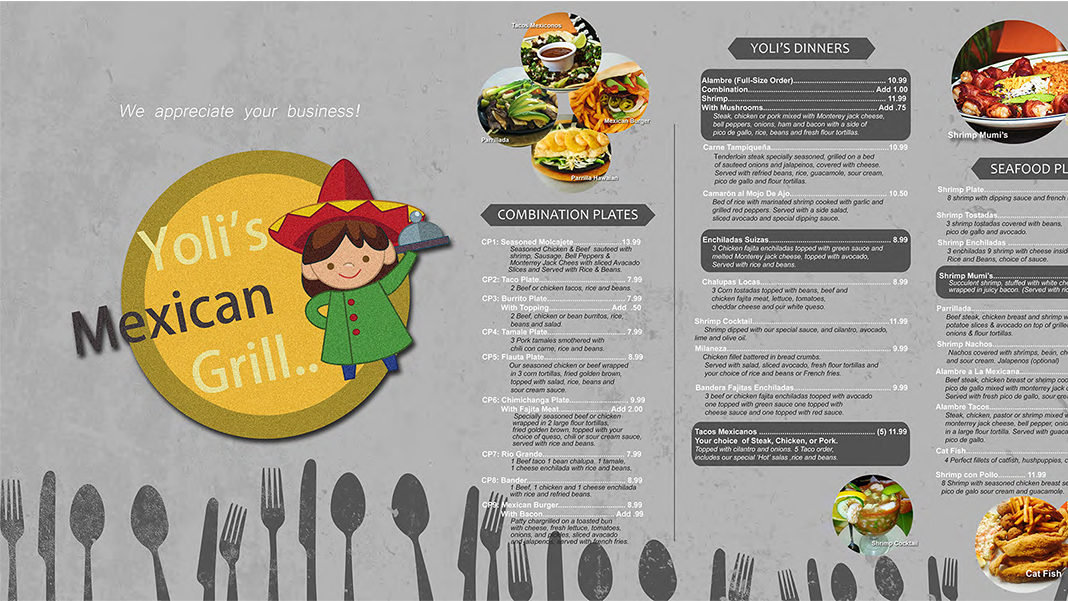 We appreciate your business!
Yoli's
Mexican
Grill..
Tacos Mexiconos
Parrillada
Mexican Burger
Parrilla Hawaian
COMBINATION PLATES
CP1: Seasoned Molcajete......................13.99
Seasoned Chicken & Beef sauteed with
shrimp, Sausage, Bell Peppers &
Monterrey Jack Chees with sliced Avacado
Slices and Served with Rice & Beans.
CP2: Taco Plate.................................... 7.99
2 Beef or chicken tacos, rice and beans.
CP3: Burrito Plate................................. 7.99
With Topping............................ Add .50
2 Beef, chicken or bean burritos, rice,
beans and salad.
CP4: Tamale Plate................................ 7.99
3 Pork tamales smothered with
chili con carne, rice and beans.
CP5: Flauta Plate.................................. 8.99
Our seasoned chicken or beef wrapped
in 3 corn tortillas, fried golden brown,
topped with salad, rice, beans and
sour cream sauce.
CP6: Chimichanga Plate...................... 9.99
With Fajita Meat....................... Add 2.00
Specially seasoned beef or chicken
wrapped in 2 large flour tortillas,
fried golden brown, topped with your
choice of queso, chili or sour cream sauce,
served with rice and beans.
CP7: Rio Grande................................... 7.99
1 Beef taco 1 bean chalupa. 1 tamale,
1 cheese enchilada with rice and beans.
CP8: Bander.......................................... 8.99
1 Beef, 1 chicken and 1 cheese enchilada
with rice and refried beans.
CP9: Mexican Burger............................ 8.99
With Bacon................................ Add .99
Patty chargrilled on a toasted bun
with cheese, fresh lettuce, tomatoes,
onions, and pickles, sliced avacado
and jalapenos, served with french fries.
YOLI'S DINNERS
Alambre (Full-Size Order)................................ 10.99
Combination.................................................. Add 1.00
Shrimp............................................................. 11.99
With Mushrooms............................................ Add .75
Steak, chicken or pork mixed with Monterey jack cheese,
bell peppers, onions, ham and bacon with a side of
pico de gallo, rice, beans and fresh flour tortillas.
Carne Tampiqueña...........................................10.99
Tenderloin steak specially seasoned, grilled on a bed
of sauteed onions and jalapenos, covered with cheese.
Served with refried beans, rice, guacamole, sour cream,
pico de gallo and flour tortillas.
Camarón al Mojo De Ajo................................. 10.50
Bed of rice with marinated shrimp cooked with garlic and
grilled red peppers. Served with a side salad,
sliced avocado and special dipping sauce.
Enchiladas Suizas............................................ 8.99
3 Chicken fajita enchiladas topped with green sauce and
melted Monterey jack cheese, topped with avocado,
Served with rice and beans.
Chalupas Locas................................................ 8.99
3 Corn tostadas topped with beans, beef and
chicken fajita meat, lettuce, tomatoes,
cheddar cheese and our white queso.
Shrimp Cocktail................................................11.99
Shrimp dipped with our special sauce, and cilantro, avocado,
lime and olive oil.
Milaneza............................................................ 9.99
Chicken fillet battered in bread crumbs.
Served with salad, sliced avocado, fresh flour tortillas and
your choice of rice and beans or French fries.
Bandera Fajitas Enchiladas............................. 9.99
3 beef or chicken fajita enchiladas topped with avocado
one topped with green sauce one topped with
cheese sauce and one topped with red sauce.
Tacos Mexicanos ....................................... (5) 11.99
Your choice of Steak, Chicken, or Pork.
Topped with cilantro and onions. 5 Taco order,
includes our special 'Hot' salas ,rice and beans.
Shrimp Cocktail
Shrimp Mumi's
SEAFOOD PL
Shrimp Plate.......................
8 shrimp with dipping sauce and french
Shrimp Tostadas.................
3 shrimp tostadas covered with beans,
pico de gallo and avocado.
Shrimp Enchiladas .............
3 enchiladas 9 shrimp with cheese insid
Rice and Beans, choice of sauce.
Shrimp Mumi's....................
Succulent shrimp, stuffed with white che
wrapped in juicy bacon. (Served with ric
Parrillada.............................
Beef steak, chicken breast and shrimp w
potatoe slices & avocado on top of grille
onions & flour tortillas.
Shrimp Nachos....................
Nachos covered with shrimps, bean, che
and sour cream. Jalapenos (optional)
Alambre a La Mexicana.......
Beef steak, chicken breast or shrimp coo
pico de gallo mixed with monterrey jack c
Served with fresh pico de gallo, sour crea
Alambre Tacos.....................
Steak, chicken, pastor or shrimp mixed w
monterrey jack cheese, bell pepper, onion
in a large flour tortilla. Served with guaca
pico de gallo.
Cat Fish................................
4 Perfect fillets of catfish, hushpuppies, c
Shrimp con Pollo................ 11.99
8 Shrimp with seasoned chicken breast se
pico de galo sour cream and guacamole.
Cat Fish